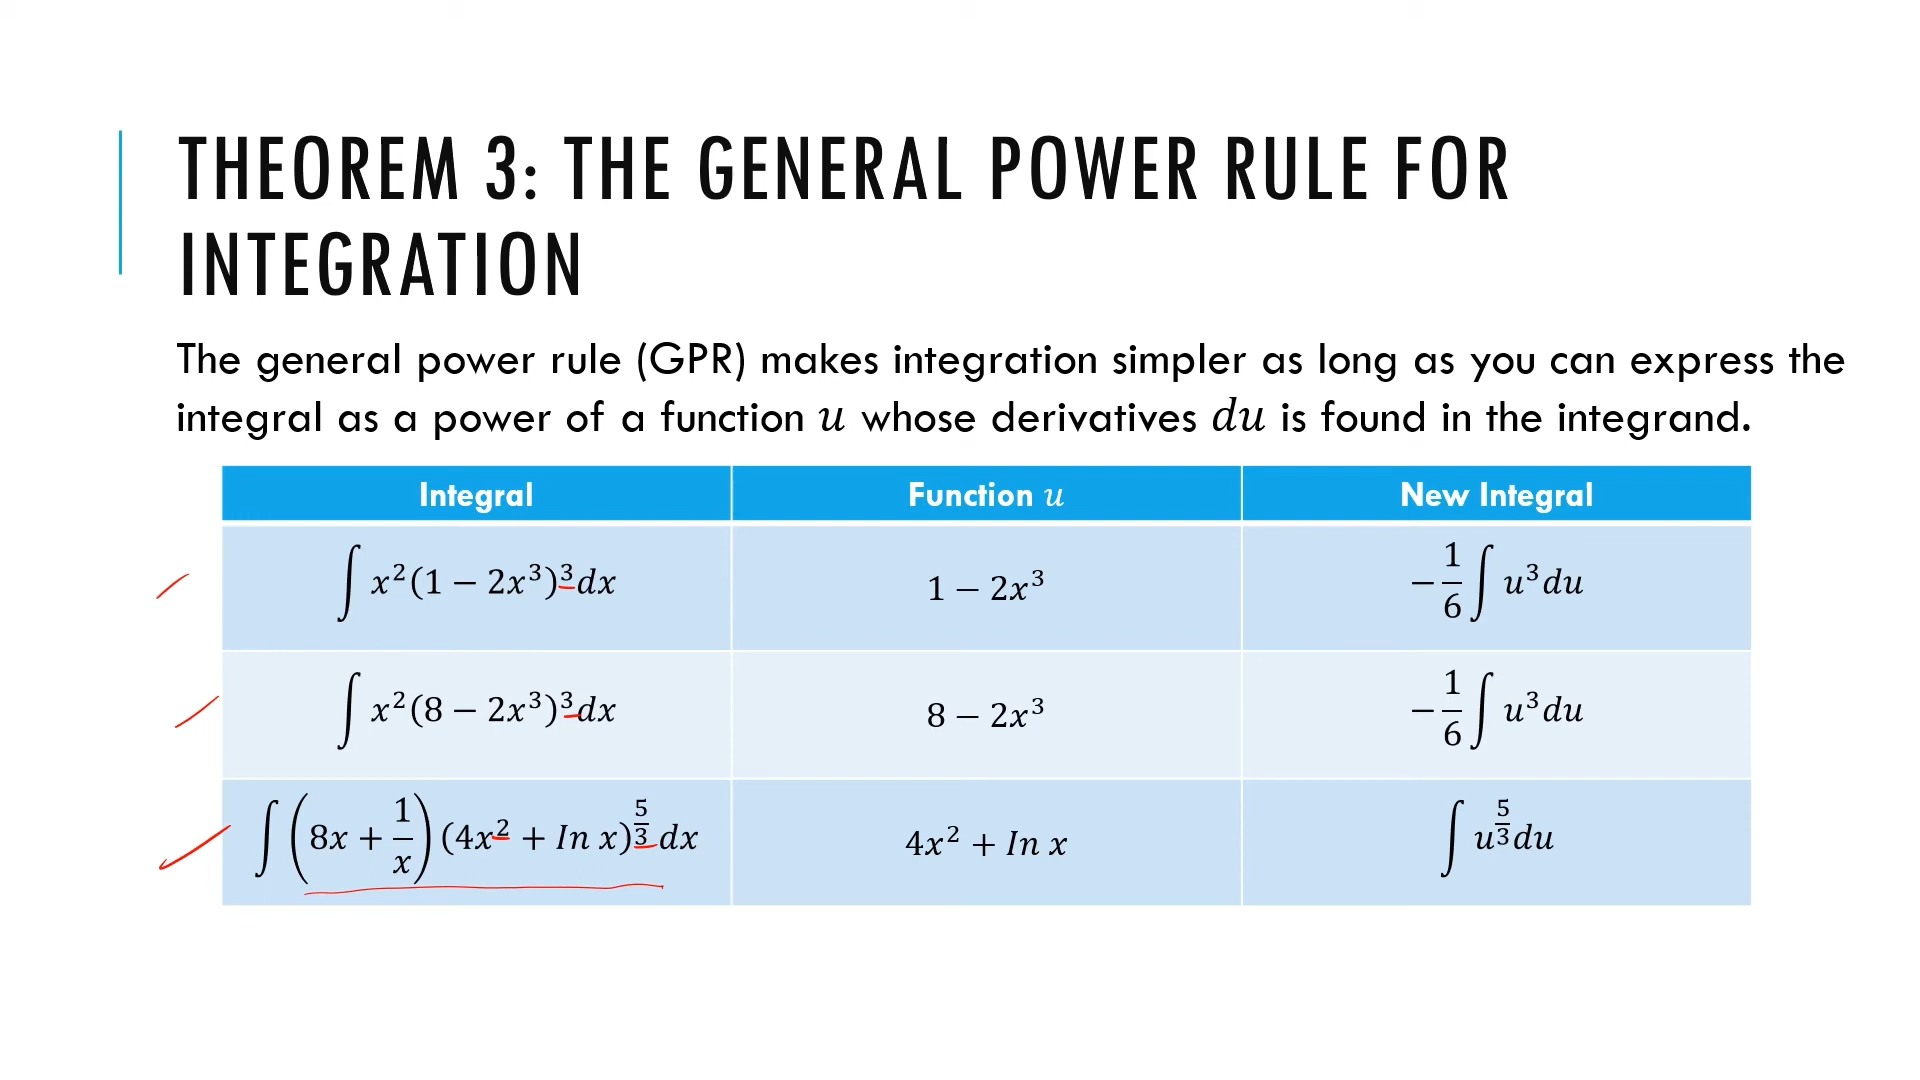 THEOREM 3: THE GENERAL POWER RULE FOR
INTEGRATION
The general power rule (GPR) makes integration simpler as long as you can express the
integral as a power of a function 𝑢 whose derivatives 𝑑𝑢 is found in the integrand.
Integral Function 𝑢 New Integral
∫ x²(1 − 2x³)³dx 1 − 2x³ −1/6 ∫ u³du
∫ x²(8 − 2x³)³dx 8 − 2x³ −1/6 ∫ u³du
∫ (8x + 1/x) (4x² + In x)^(5/3) dx 4x² + In x ∫ u^(5/3) du